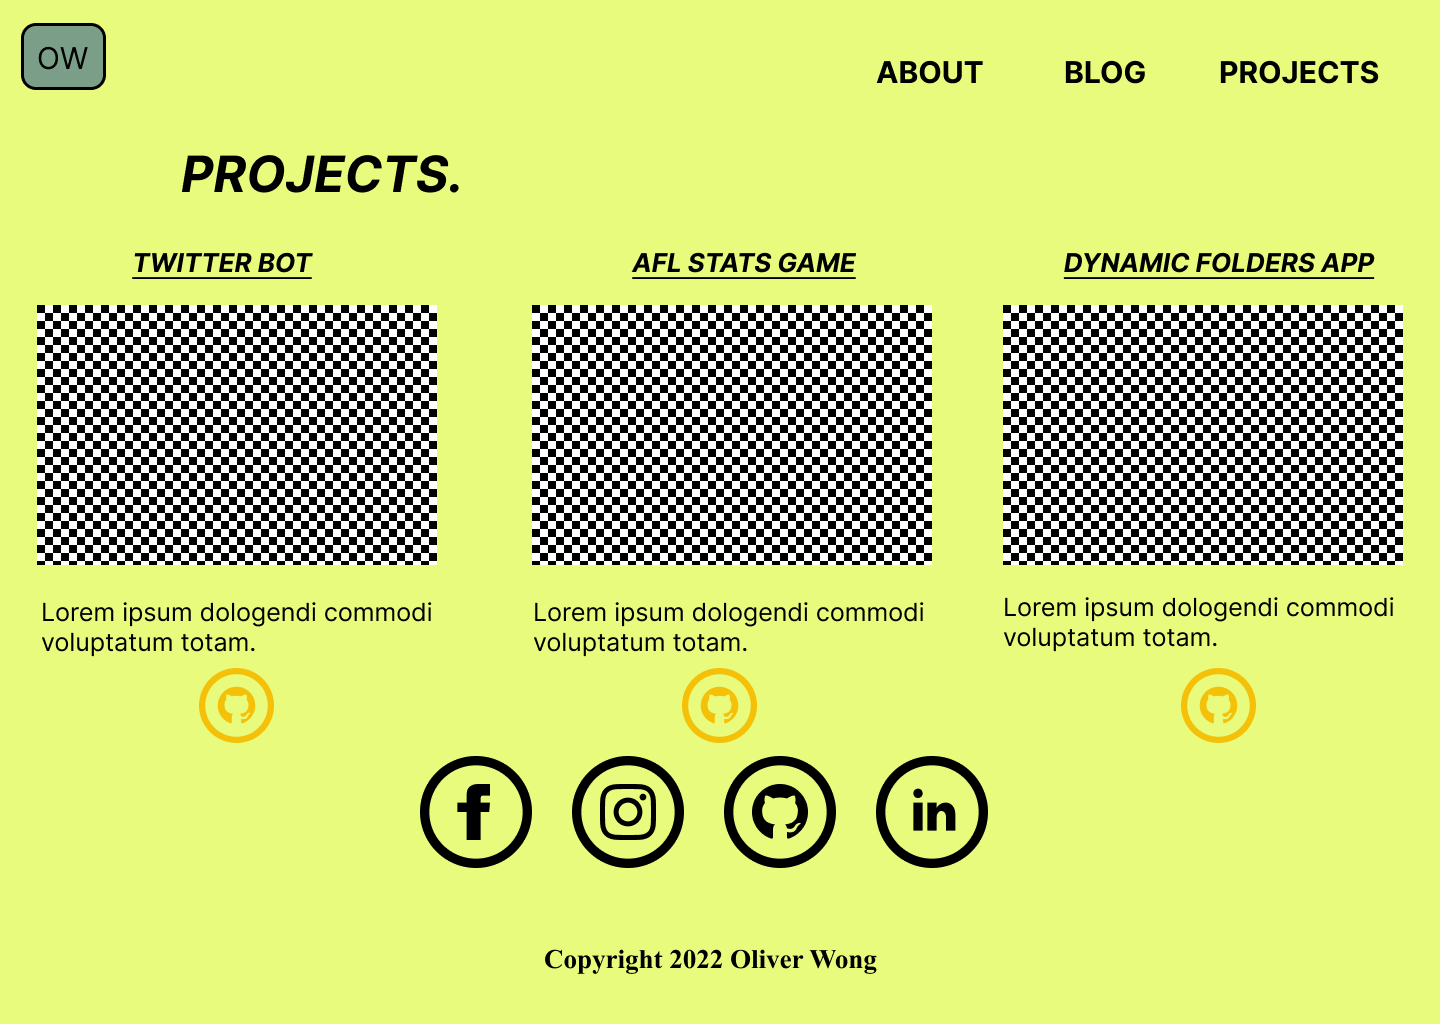 OW
ABOUT BLOG PROJECTS
PROJECTS.
TWITTER BOT
AFL STATS GAME
DYNAMIC FOLDERS APP
Lorem ipsum dologendi commodi
voluptatum totam.
Lorem ipsum dologendi commodi
voluptatum totam.
Lorem ipsum dologendi commodi
voluptatum totam.
f
in
Copyright 2022 Oliver Wong